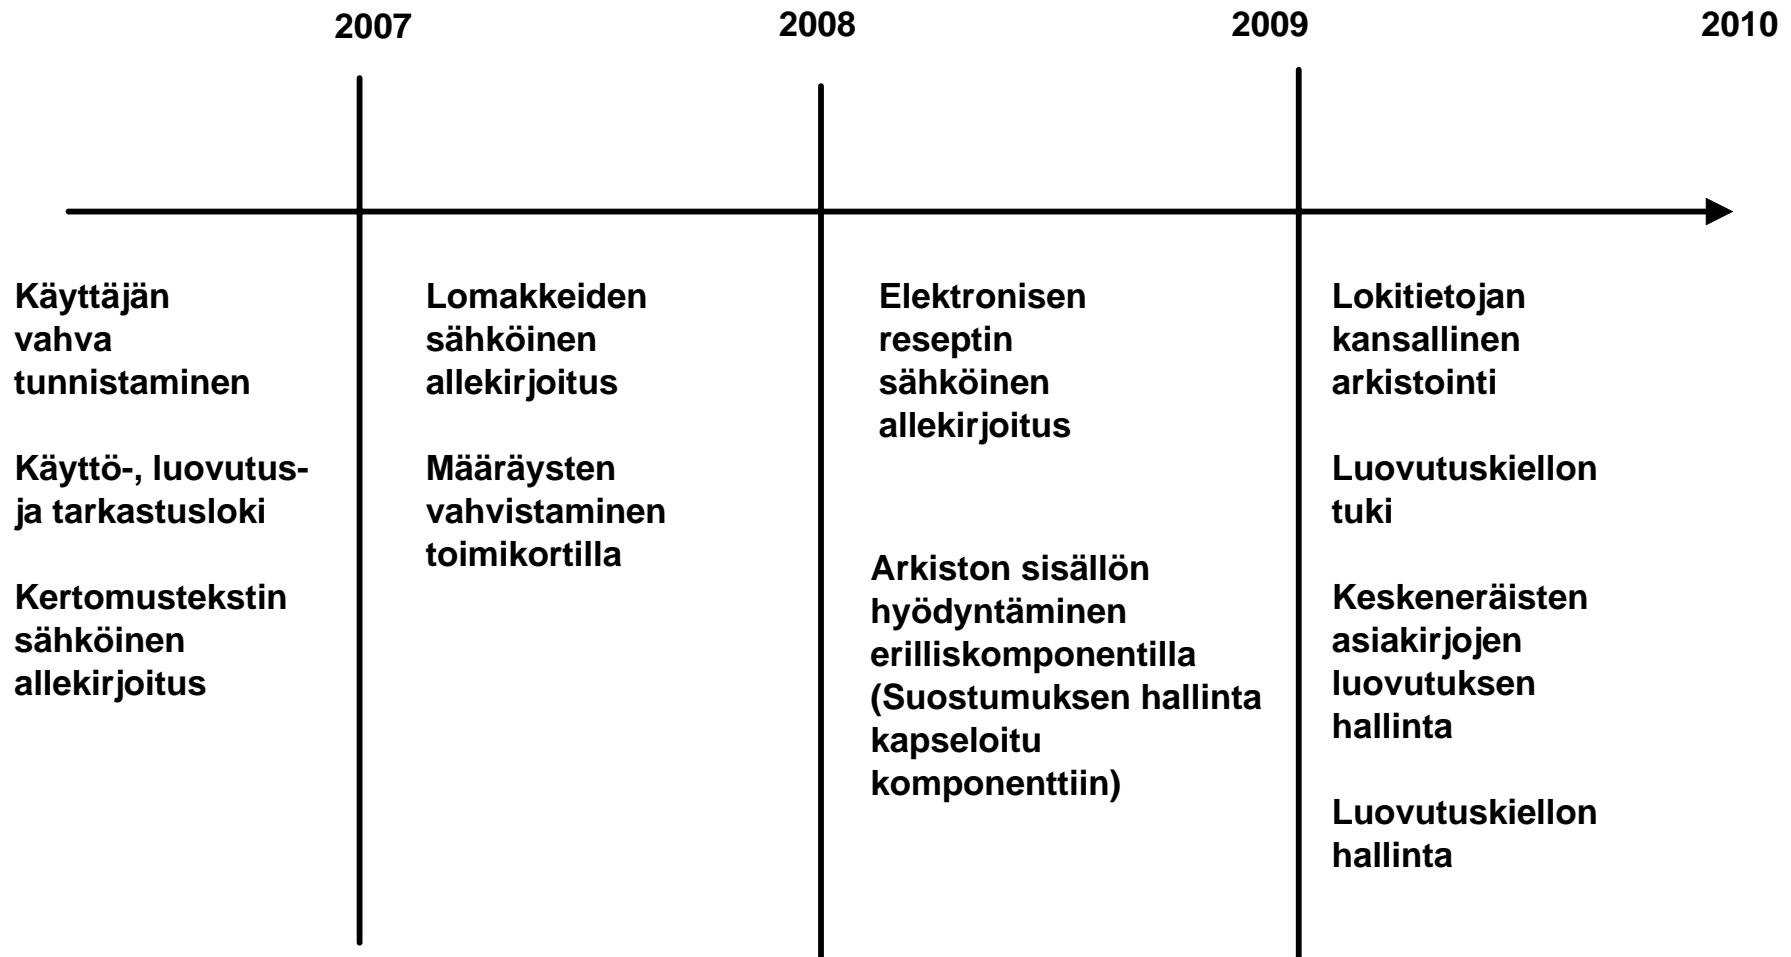 2007
2008
2009
2010
Käyttäjän
vahva
tunnistaminen
Käyttö-, luovutus-
ja tarkastusloki
Kertomustekstin
sähköinen
allekirjoitus
Lomakkeiden
sähköinen
allekirjoitus
Määräysten
vahvistaminen
toimikortilla
Elektronisen
reseptin
sähköinen
allekirjoitus
Arkiston sisällön
hyödyntäminen
erilliskomponentilla
(Suostumuksen hallinta
kapseloitu
komponenttiin)
Lokitietojan
kansallinen
arkistointi
Luovutuskiellon
tuki
Keskeneräisten
asiakirjojen
luovutuksen
hallinta
Luovutuskiellon
hallinta